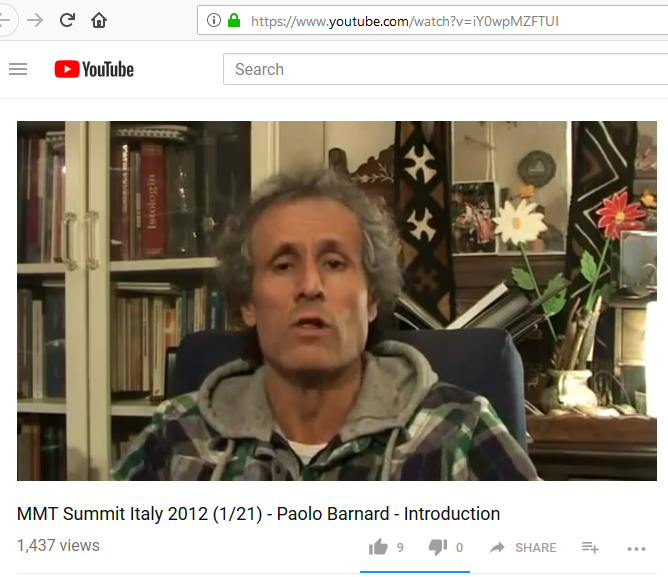 https://www.youtube.com/watch?v=iY0wpMZFTUI
YouTube
Search
Istologia
MMT Summit Italy 2012 (1/21) - Paolo Barnard - Introduction
1,437 views
9
0
SHARE